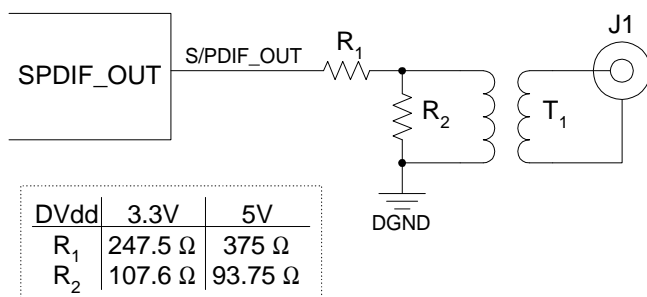 J1
S/PDIF_OUT
R1
SPDIF_OUT
R2
T1
DGND
DVdd 3.3V 5V
R1 247.5 Ω 375 Ω
R2 107.6 Ω 93.75 Ω